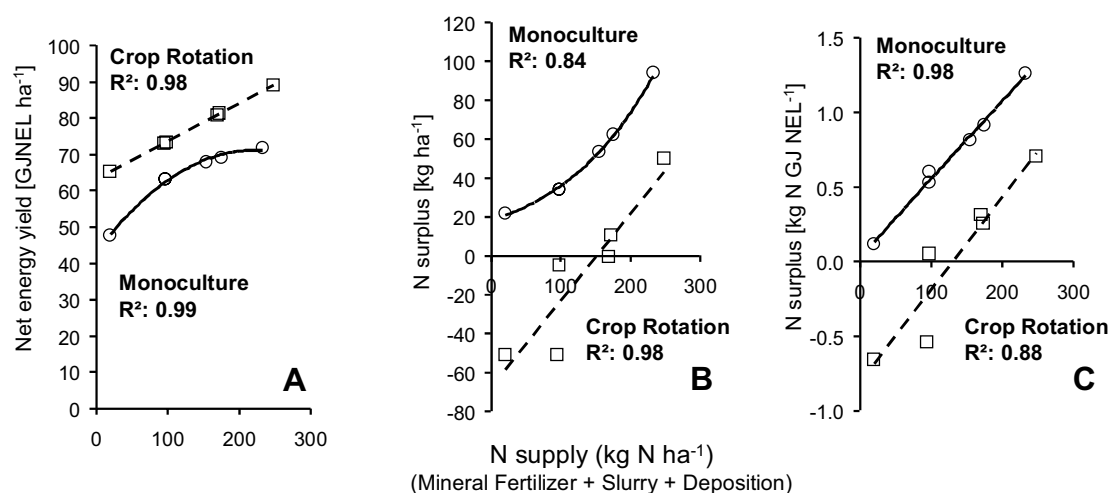 Net energy yield [GJNEL ha⁻¹]
100
90
80
70
60
50
40
30
20
10
0
0
100
200
300
Crop Rotation
R²: 0.98
Monoculture
R²: 0.99
A
N surplus [kg ha⁻¹]
120
100
80
60
40
20
0
-20
-40
-60
-80
0
100
200
300
Monoculture
R²: 0.84
Crop Rotation
R²: 0.98
B
N surplus [kg N GJ NEL⁻¹]
1.5
1.0
0.5
0.0
-0.5
-1.0
0
100
200
300
Monoculture
R²: 0.98
Crop Rotation
R²: 0.88
C
N supply (kg N ha⁻¹)
(Mineral Fertilizer + Slurry + Deposition)